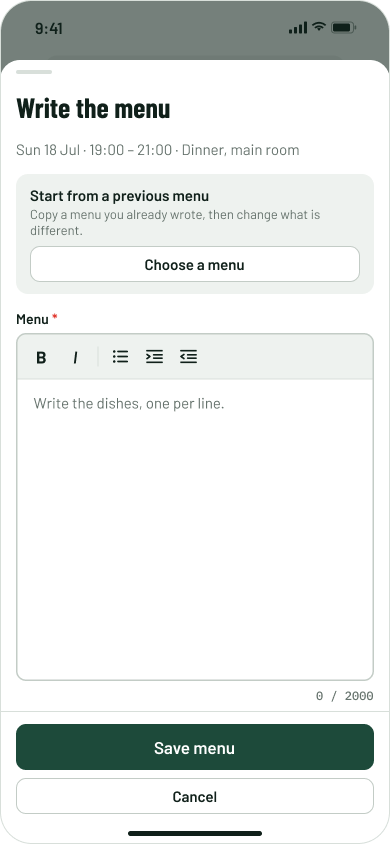 9:41
Write the menu
Sun 18 Jul · 19:00 – 21:00 · Dinner, main room
Start from a previous menu
Copy a menu you already wrote, then change what is
different.
Choose a menu
Menu *
B I
Write the dishes, one per line.
0 / 2000
Save menu
Cancel